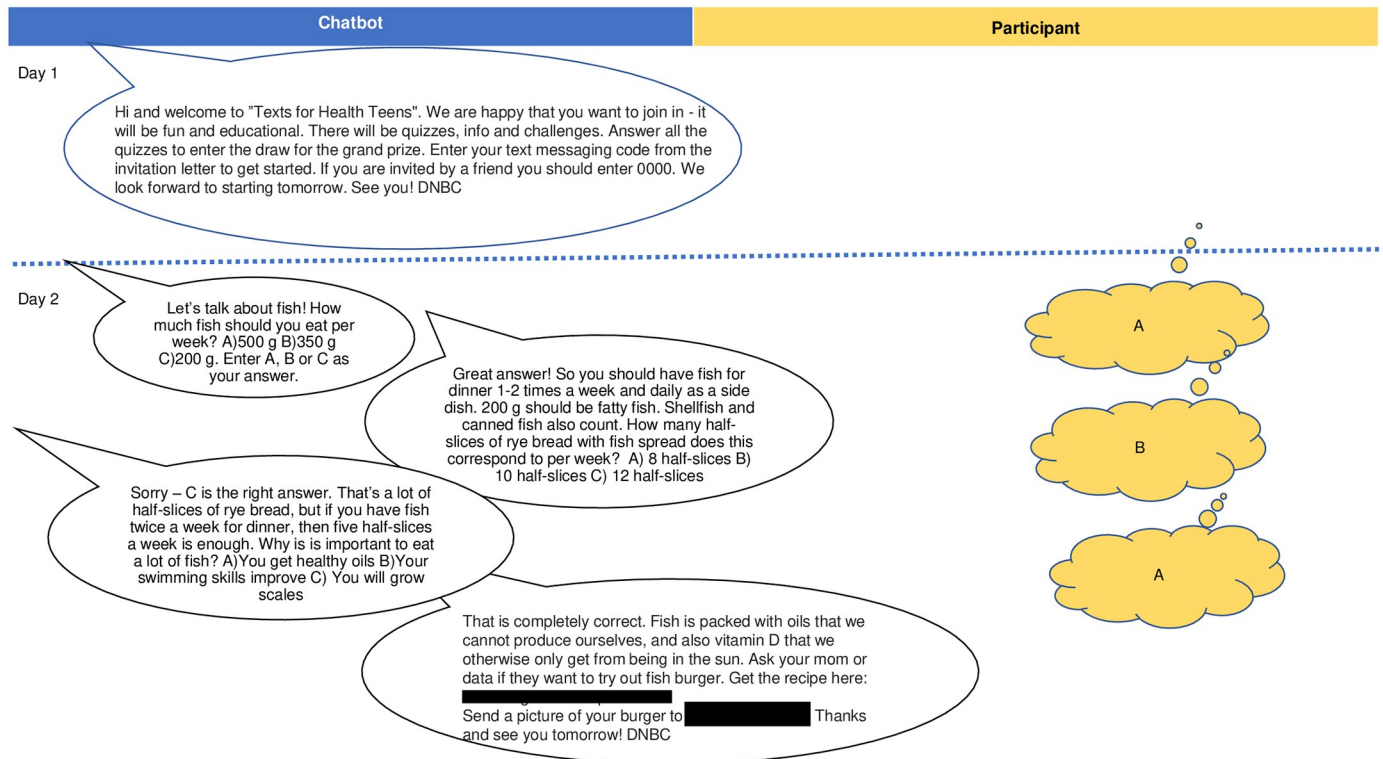 Chatbot
Participant
Day 1
Hi and welcome to "Texts for Health Teens". We are happy that you want to join in - it
will be fun and educational. There will be quizzes, info and challenges. Answer all the
quizzes to enter the draw for the grand prize. Enter your text messaging code from the
invitation letter to get started. If you are invited by a friend you should enter 0000. We
look forward to starting tomorrow. See you! DNBC
Day 2
Let's talk about fish! How
much fish should you eat per
week? A)500 g B)350 g
C)200 g. Enter A, B or C as
your answer.
A
Great answer! So you should have fish for
dinner 1-2 times a week and daily as a side
dish. 200 g should be fatty fish. Shellfish and
canned fish also count. How many half-
slices of rye bread with fish spread does this
correspond to per week?  A) 8 half-slices B)
10 half-slices C) 12 half-slices
B
Sorry – C is the right answer. That's a lot of
half-slices of rye bread, but if you have fish
twice a week for dinner, then five half-slices
a week is enough. Why is is important to eat
a lot of fish? A)You get healthy oils B)Your
swimming skills improve C) You will grow
scales
A
That is completely correct. Fish is packed with oils that we
cannot produce ourselves, and also vitamin D that we
otherwise only get from being in the sun. Ask your mom or
data if they want to try out fish burger. Get the recipe here:
Send a picture of your burger to Thanks
and see you tomorrow! DNBC